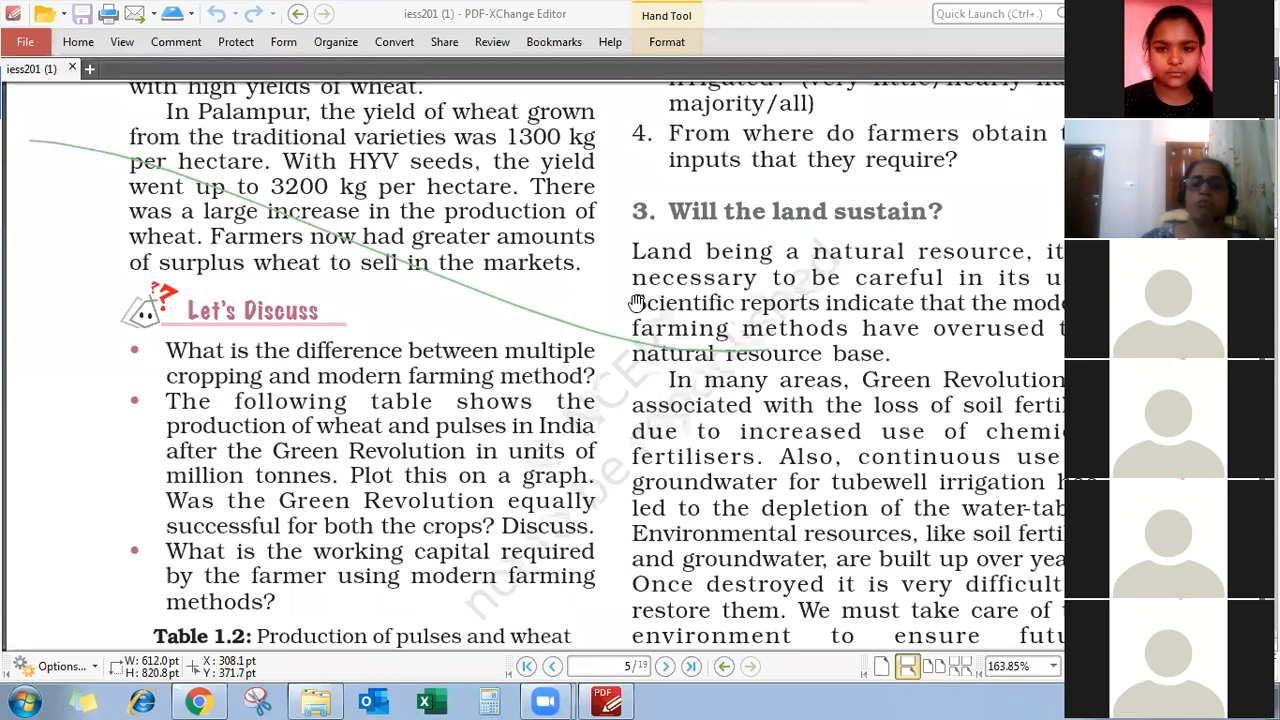 iess201 (1) - PDF-XChange Editor
Hand Tool
Quick Launch (Ctrl+.)
File Home View Comment Protect Form Organize Convert Share Review Bookmarks Help Format
iess201 (1)
with high yields of wheat.
In Palampur, the yield of wheat grown
from the traditional varieties was 1300 kg
per hectare. With HYV seeds, the yield
went up to 3200 kg per hectare. There
was a large increase in the production of
wheat. Farmers now had greater amounts
of surplus wheat to sell in the markets.
Let's Discuss
• What is the difference between multiple
cropping and modern farming method?
• The following table shows the
production of wheat and pulses in India
after the Green Revolution in units of
million tonnes. Plot this on a graph.
Was the Green Revolution equally
successful for both the crops? Discuss.
• What is the working capital required
by the farmer using modern farming
methods?
Table 1.2: Production of pulses and wheat
majority/all)
4. From where do farmers obtain
inputs that they require?
3. Will the land sustain?
Land being a natural resource, it
necessary to be careful in its
Scientific reports indicate that the
farming methods have overused
natural resource base.
In many areas, Green Revolution
associated with the loss of soil
due to increased use of
fertilisers. Also, continuous use
groundwater for tubewell irrigation
led to the depletion of the
Environmental resources, like soil
and groundwater, are built up over
Once destroyed it is very difficult
restore them. We must take care of
environment to ensure
Options...
W: 612.0 pt
H: 820.8 pt
X: 308.1 pt
Y: 371.7 pt
5 / 19
163.85%
PDF